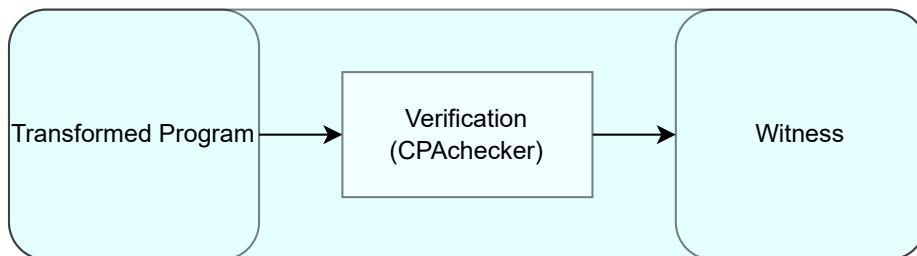 Transformed Program
Verification
(CPAchecker)
Witness